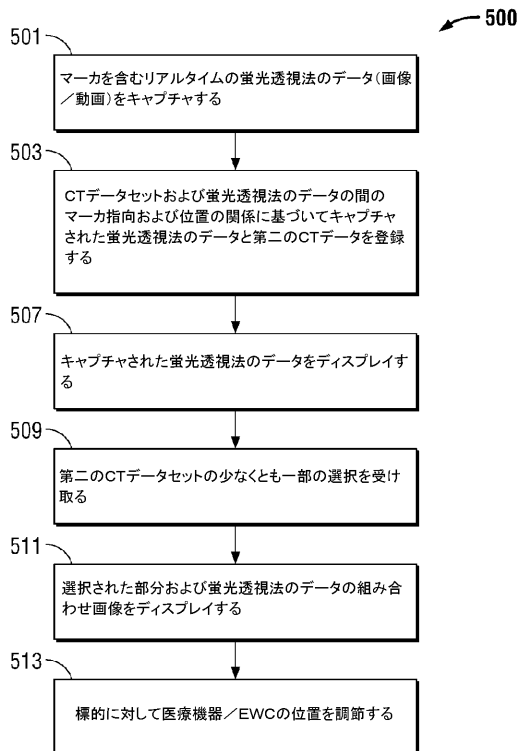 500
501
マーカを含むリアルタイムの蛍光透視法のデータ(画像
／動画)をキャプチャする
503
CTデータセットおよび蛍光透視法のデータの間の
マーカ指向および位置の関係に基づいてキャプチャ
された蛍光透視法のデータと第二のCTデータを登録
する
507
キャプチャされた蛍光透視法のデータをディスプレイす
る
509
第二のCTデータセットの少なくとも一部の選択を受け
取る
511
選択された部分および蛍光透視法のデータの組み合
わせ画像をディスプレイする
513
標的に対して医療機器／EWCの位置を調節する